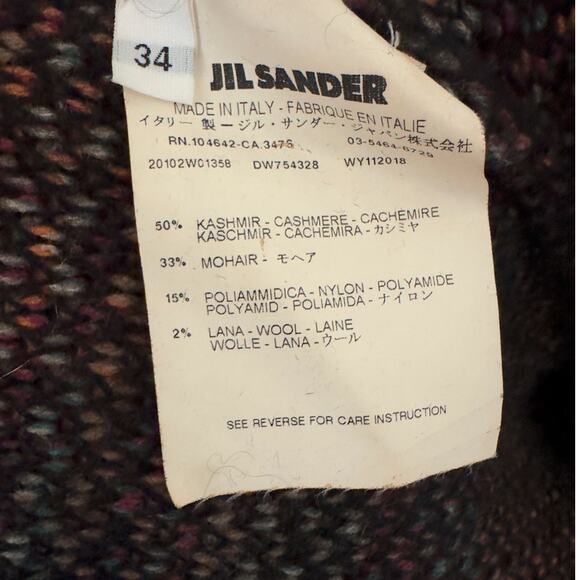 34
JIL SANDER
MADE IN ITALY - FABRIQUE EN ITALIE
イタリー 製 ー ジル・サンダー・ジャパン株式会社
RN.104642-CA.3476 03-5464-6729
20102W01358 DW754328 WY112018
50% KASHMIR - CASHMERE - CACHEMIRE
KASCHMIR - CACHEMIRA - カシミヤ
33% MOHAIR - モヘア
15% POLIAMMIDICA - NYLON - POLYAMIDE
POLYAMID - POLIAMIDA - ナイロン
2% LANA - WOOL - LAINE
WOLLE - LANA - ウール
SEE REVERSE FOR CARE INSTRUCTION